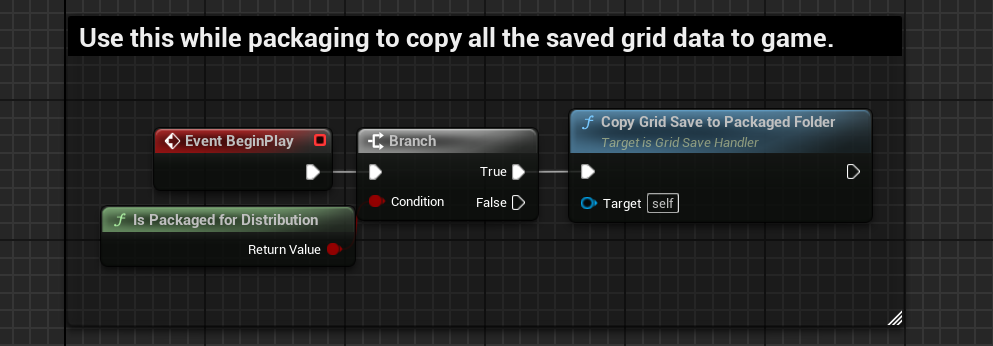 Use this while packaging to copy all the saved grid data to game.
Event BeginPlay
Branch
True
Condition
False
Is Packaged for Distribution
Return Value
Copy Grid Save to Packaged Folder
Target is Grid Save Handler
Target self